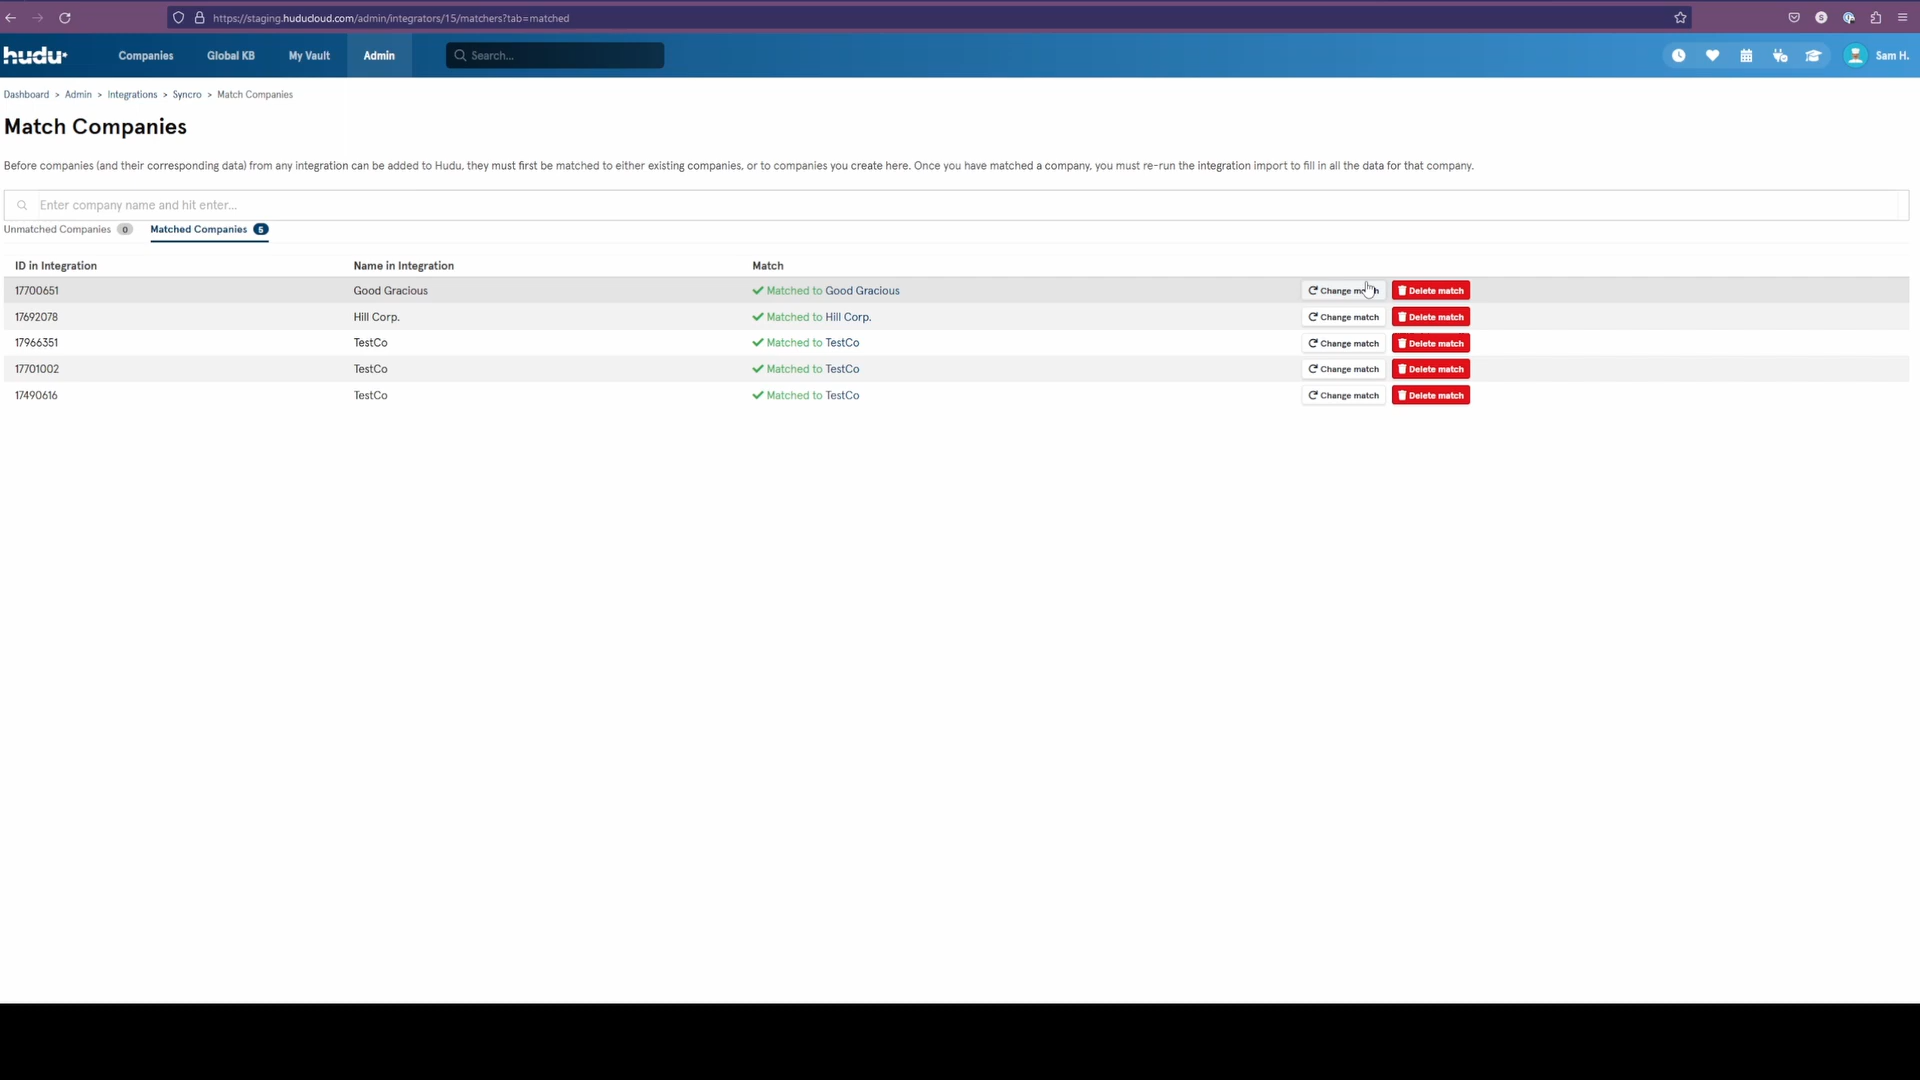 https://staging.huducloud.com/admin/integrators/15/matchers?tab=matched
hudu Companies Global KB My Vault Admin Search... Sam H.
Dashboard > Admin > Integrations > Syncro > Match Companies
Match Companies
Before companies (and their corresponding data) from any integration can be added to Hudu, they must first be matched to either existing companies, or to companies you create here. Once you have matched a company, you must re-run the integration import to fill in all the data for that company.
Enter company name and hit enter...
Unmatched Companies 0 Matched Companies 5
ID in Integration Name in Integration Match
17700651 Good Gracious Matched to Good Gracious Change match Delete match
17692078 Hill Corp. Matched to Hill Corp. Change match Delete match
17966351 TestCo Matched to TestCo Change match Delete match
17701002 TestCo Matched to TestCo Change match Delete match
17490616 TestCo Matched to TestCo Change match Delete match